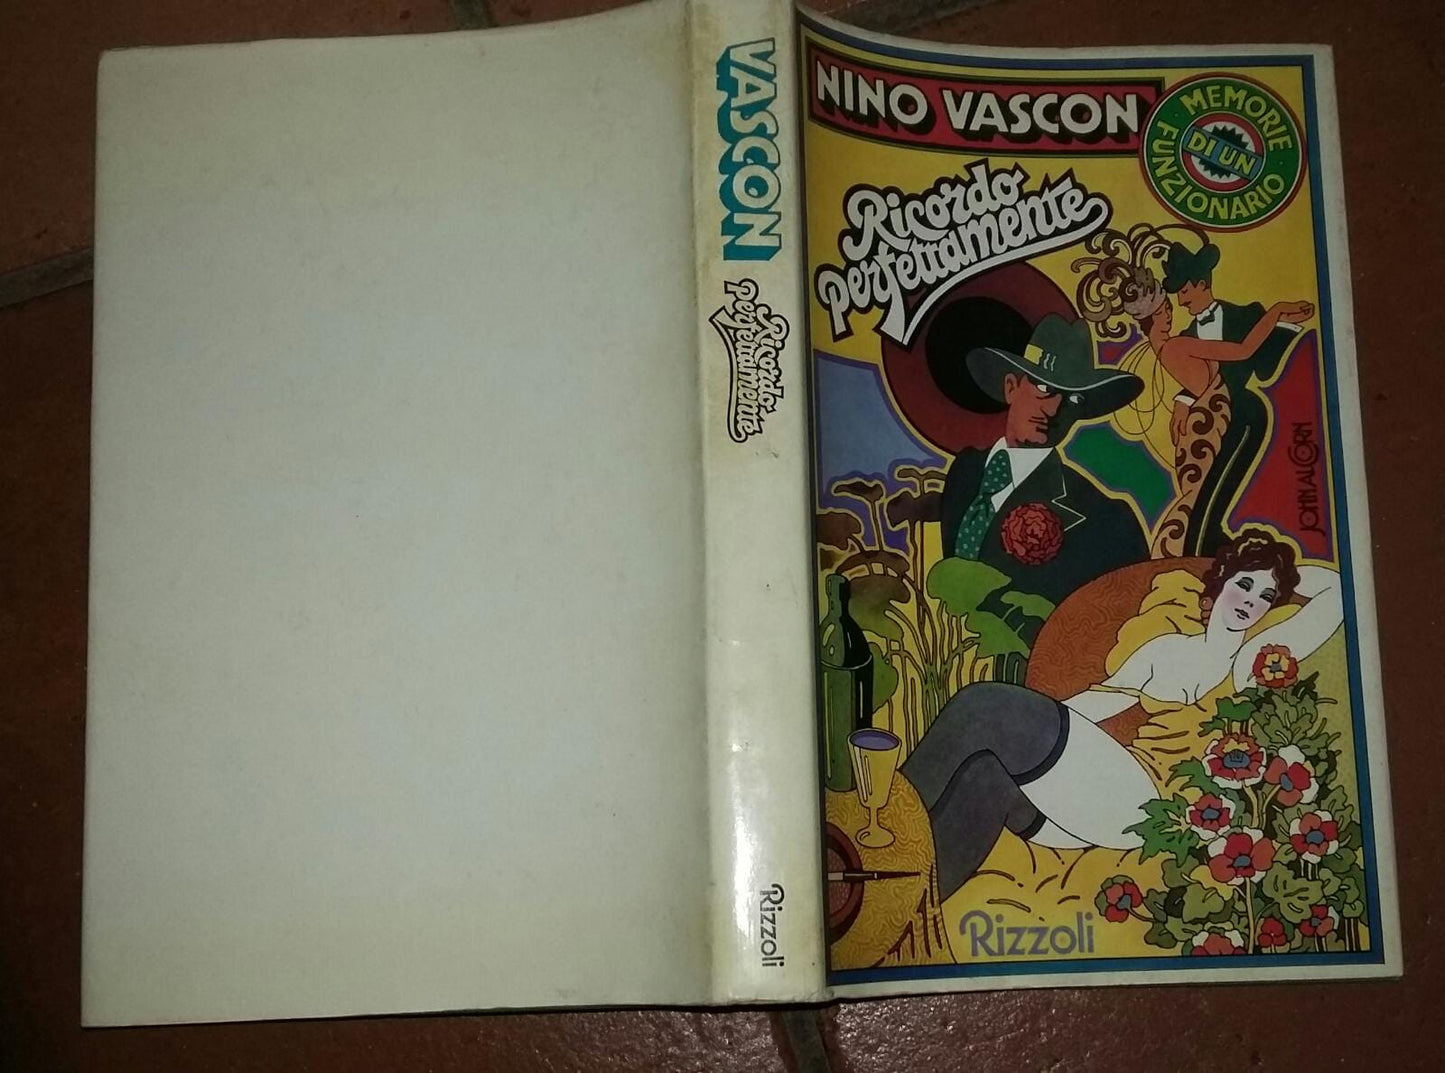 VASCON
Ricordo
perfettamente
Rizzoli
NINO VASCON
MEMORIE
DI UN
FUNZIONARIO
Ricordo
perfettamente
JOHN ALCORN
Rizzoli